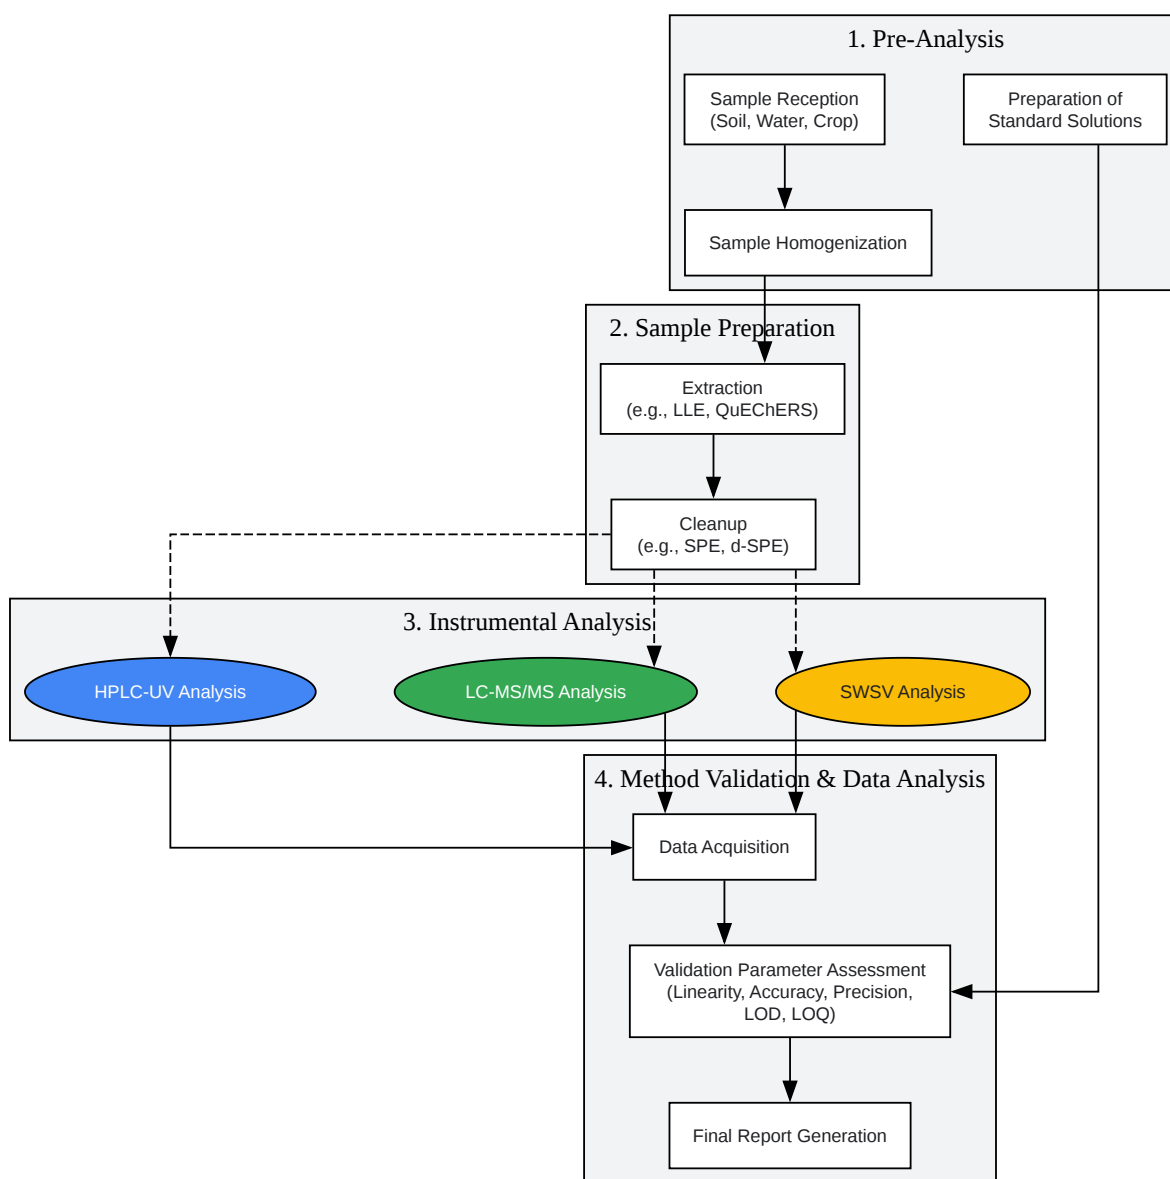 1. Pre-Analysis
Sample Reception
(Soil, Water, Crop)
Preparation of
Standard Solutions
Sample Homogenization
2. Sample Preparation
Extraction
(e.g., LLE, QuEChERS)
Cleanup
(e.g., SPE, d-SPE)
3. Instrumental Analysis
HPLC-UV Analysis
LC-MS/MS Analysis
SWSV Analysis
4. Method Validation & Data Analysis
Data Acquisition
Validation Parameter Assessment
(Linearity, Accuracy, Precision,
LOD, LOQ)
Final Report Generation